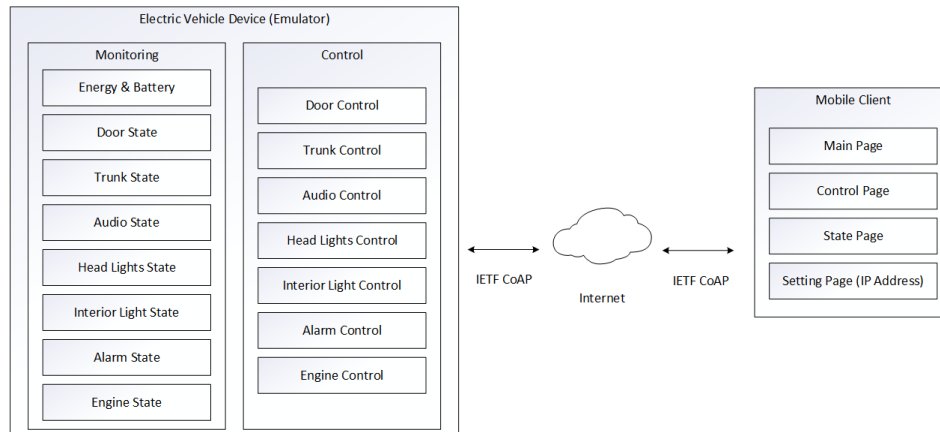 Electric Vehicle Device (Emulator)
Monitoring
Energy & Battery
Door State
Trunk State
Audio State
Head Lights State
Interior Light State
Alarm State
Engine State
Control
Door Control
Trunk Control
Audio Control
Head Lights Control
Interior Light Control
Alarm Control
Engine Control
IETF CoAP
Internet
IETF CoAP
Mobile Client
Main Page
Control Page
State Page
Setting Page (IP Address)